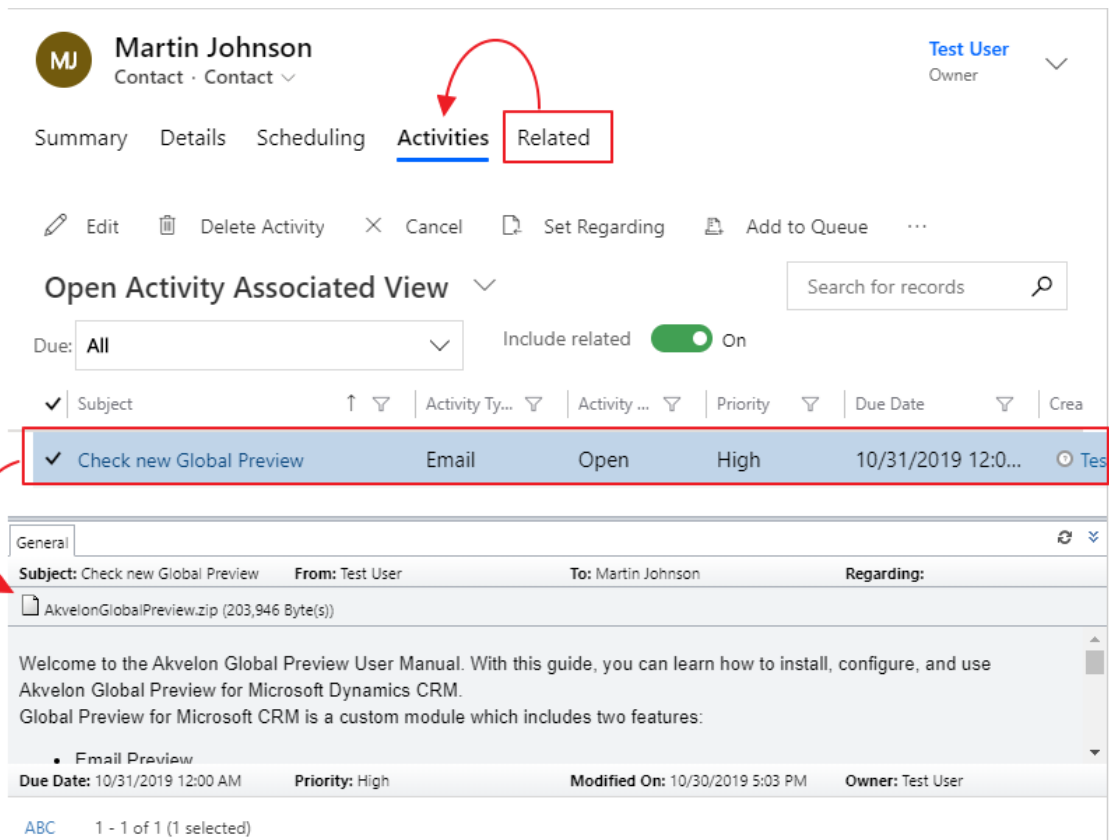 MJ
Martin Johnson
Contact · Contact
Test User
Owner
Summary Details Scheduling Activities Related
Edit Delete Activity Cancel Set Regarding Add to Queue ...
Open Activity Associated View
Search for records
Due: All
Include related On
Subject Activity Ty... Activity ... Priority Due Date Crea
Check new Global Preview Email Open High 10/31/2019 12:0... Tes
General
Subject: Check new Global Preview From: Test User To: Martin Johnson Regarding:
AkvelonGlobalPreview.zip (203,946 Byte(s))
Welcome to the Akvelon Global Preview User Manual. With this guide, you can learn how to install, configure, and use
Akvelon Global Preview for Microsoft Dynamics CRM.
Global Preview for Microsoft CRM is a custom module which includes two features:
• Email Preview
Due Date: 10/31/2019 12:00 AM Priority: High Modified On: 10/30/2019 5:03 PM Owner: Test User
ABC 1 - 1 of 1 (1 selected)